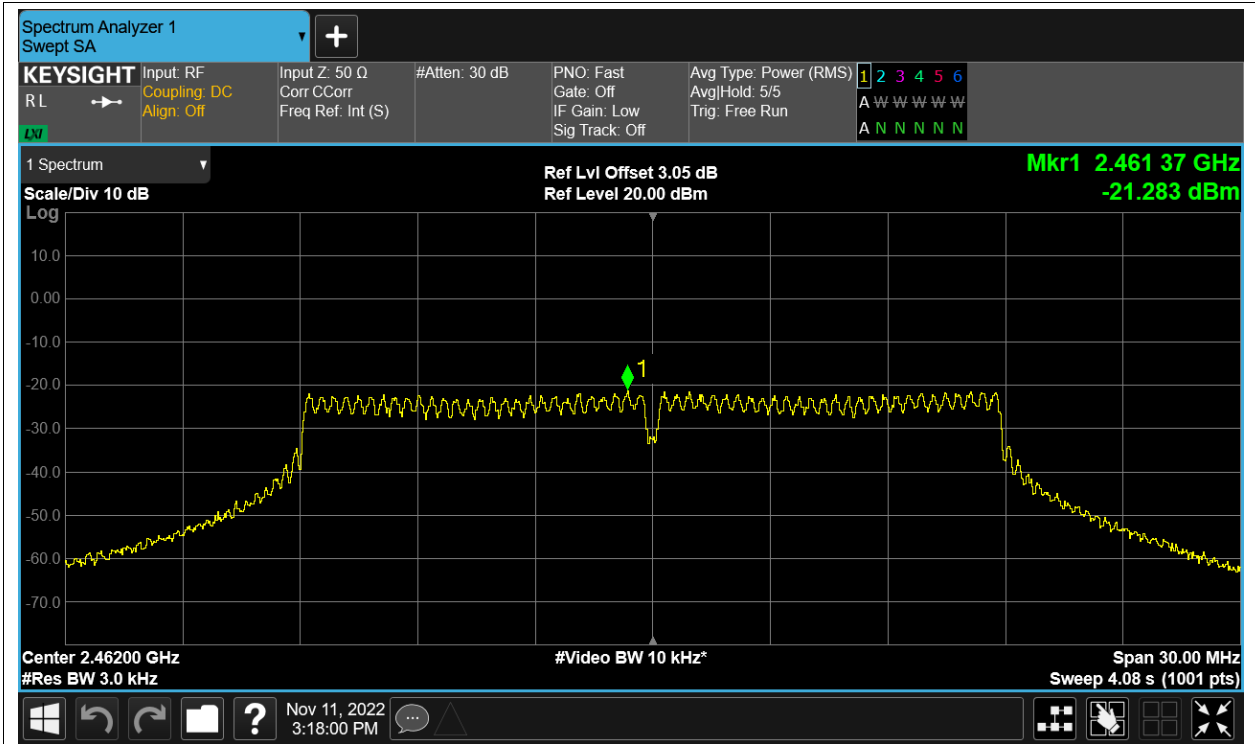 Spectrum Analyzer 1
Swept SA
KEYSIGHT
R L
LXI
Input: RF
Coupling: DC
Align: Off
Input Z: 50 Ω
Corr CCorr
Freq Ref: Int (S)
#Atten: 30 dB
PNO: Fast
Gate: Off
IF Gain: Low
Sig Track: Off
Avg Type: Power (RMS)
Avg|Hold: 5/5
Trig: Free Run
1 2 3 4 5 6
A W W W W W
A N N N N N
1 Spectrum
Scale/Div 10 dB
Log
Ref Lvl Offset 3.05 dB
Ref Level 20.00 dBm
Mkr1 2.461 37 GHz
-21.283 dBm
10.0
0.00
-10.0
1
-20.0
-30.0
-40.0
-50.0
-60.0
-70.0
Center 2.46200 GHz
#Video BW 10 kHz*
Span 30.00 MHz
#Res BW 3.0 kHz
Sweep 4.08 s (1001 pts)
?
Nov 11, 2022
3:18:00 PM